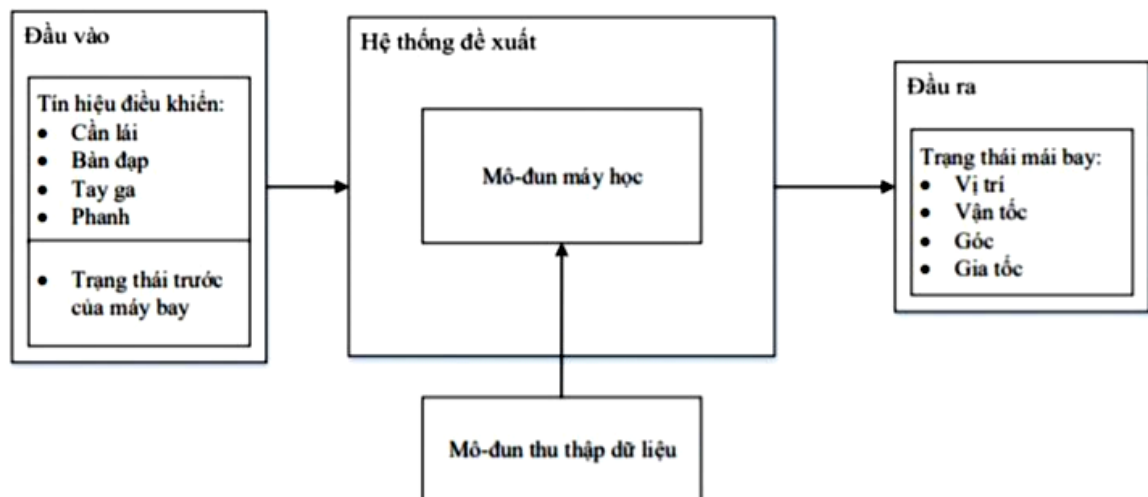 Đầu vào
Tín hiệu điều khiển:
• Cần lái
• Bàn đạp
• Tay ga
• Phanh
• Trạng thái trước
của máy bay
Hệ thống đề xuất
Mô-đun máy học
Mô-đun thu thập dữ liệu
Đầu ra
Trạng thái mái bay:
• Vị trí
• Vận tốc
• Góc
• Gia tốc